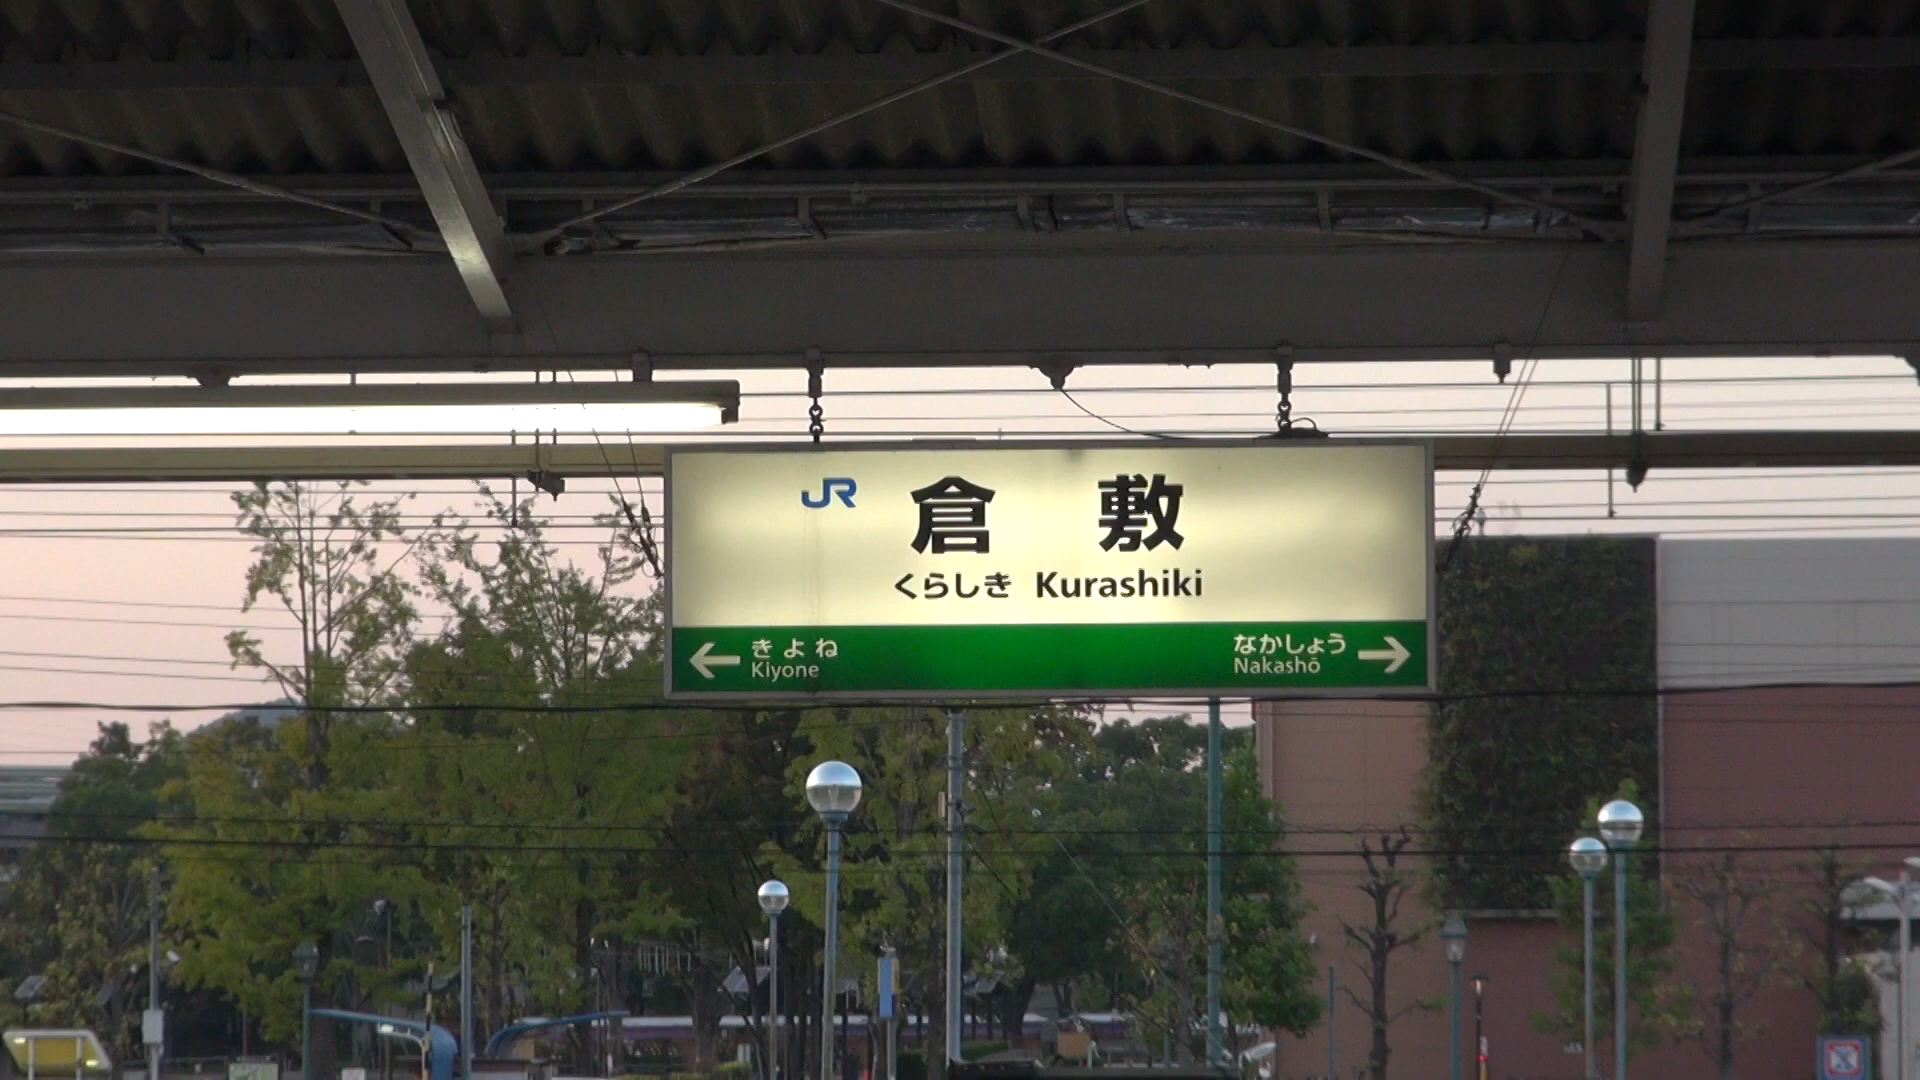 JR 倉敷
くらしき Kurashiki
← きよね
Kiyone
なかしょう →
Nakashō